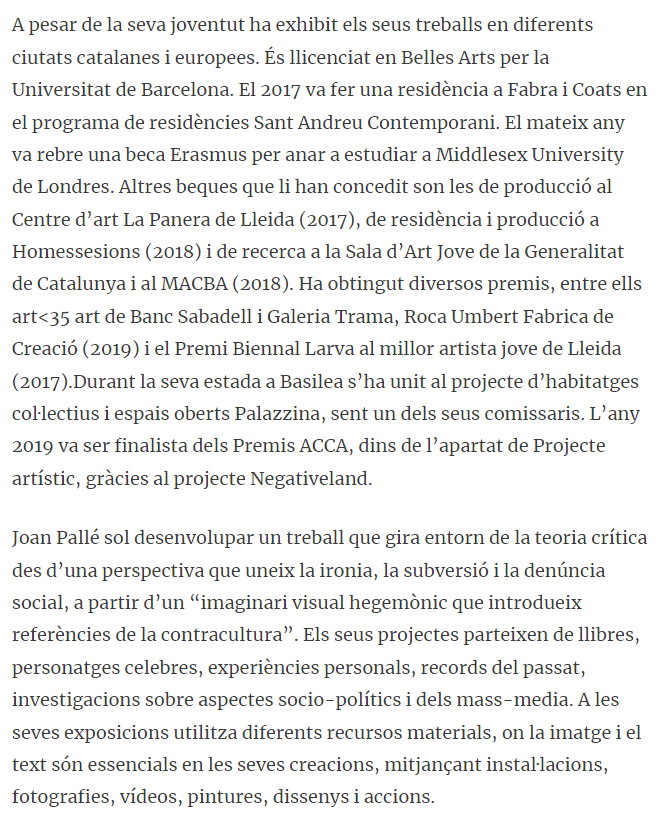 A pesar de la seva joventut ha exhibit els seus treballs en diferents
ciutats catalanes i europees. És llicenciat en Belles Arts per la
Universitat de Barcelona. El 2017 va fer una residència a Fabra i Coats en
el programa de residències Sant Andreu Contemporani. El mateix any
va rebre una beca Erasmus per anar a estudiar a Middlesex University
de Londres. Altres beques que li han concedit son les de producció al
Centre d’art La Panera de Lleida (2017), de residència i producció a
Homessesions (2018) i de recerca a la Sala d’Art Jove de la Generalitat
de Catalunya i al MACBA (2018). Ha obtingut diversos premis, entre ells
art<35 art de Banc Sabadell i Galeria Trama, Roca Umbert Fabrica de
Creació (2019) i el Premi Biennal Larva al millor artista jove de Lleida
(2017).Durant la seva estada a Basilea s’ha unit al projecte d’habitatges
col·lectius i espais oberts Palazzina, sent un dels seus comissaris. L’any
2019 va ser finalista dels Premis ACCA, dins de l’apartat de Projecte
artístic, gràcies al projecte Negativeland.
Joan Pallé sol desenvolupar un treball que gira entorn de la teoria crítica
des d’una perspectiva que uneix la ironia, la subversió i la denúncia
social, a partir d’un “imaginari visual hegemònic que introdueix
referències de la contracultura”. Els seus projectes parteixen de llibres,
personatges celebres, experiències personals, records del passat,
investigacions sobre aspectes socio-polítics i dels mass-media. A les
seves exposicions utilitza diferents recursos materials, on la imatge i el
text són essencials en les seves creacions, mitjançant instal·lacions,
fotografies, vídeos, pintures, dissenys i accions.